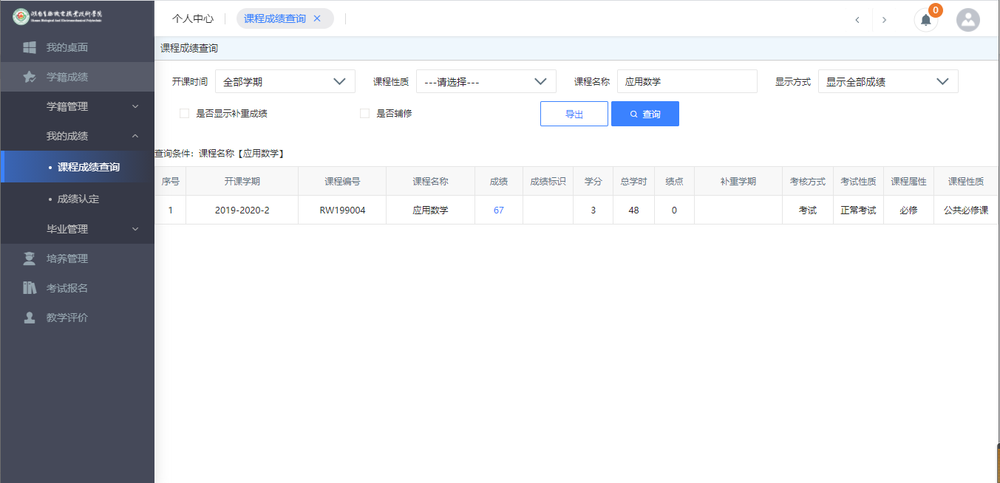 湖南生物机电职业技术学院
Hunan Biological And Electromechanical Polytechnic
个人中心
课程成绩查询 ×
0
我的桌面
学籍成绩
学籍管理
我的成绩
• 课程成绩查询
• 成绩认定
毕业管理
培养管理
考试报名
教学评价
课程成绩查询
开课时间 全部学期 课程性质 ---请选择--- 课程名称 应用数学 显示方式 显示全部成绩
是否显示补重成绩 是否辅修 导出 查询
查询条件：课程名称【应用数学】
序号 开课学期 课程编号 课程名称 成绩 成绩标识 学分 总学时 绩点 补重学期 考核方式 考试性质 课程属性 课程性质
1 2019-2020-2 RW199004 应用数学 67 3 48 0 考试 正常考试 必修 公共必修课